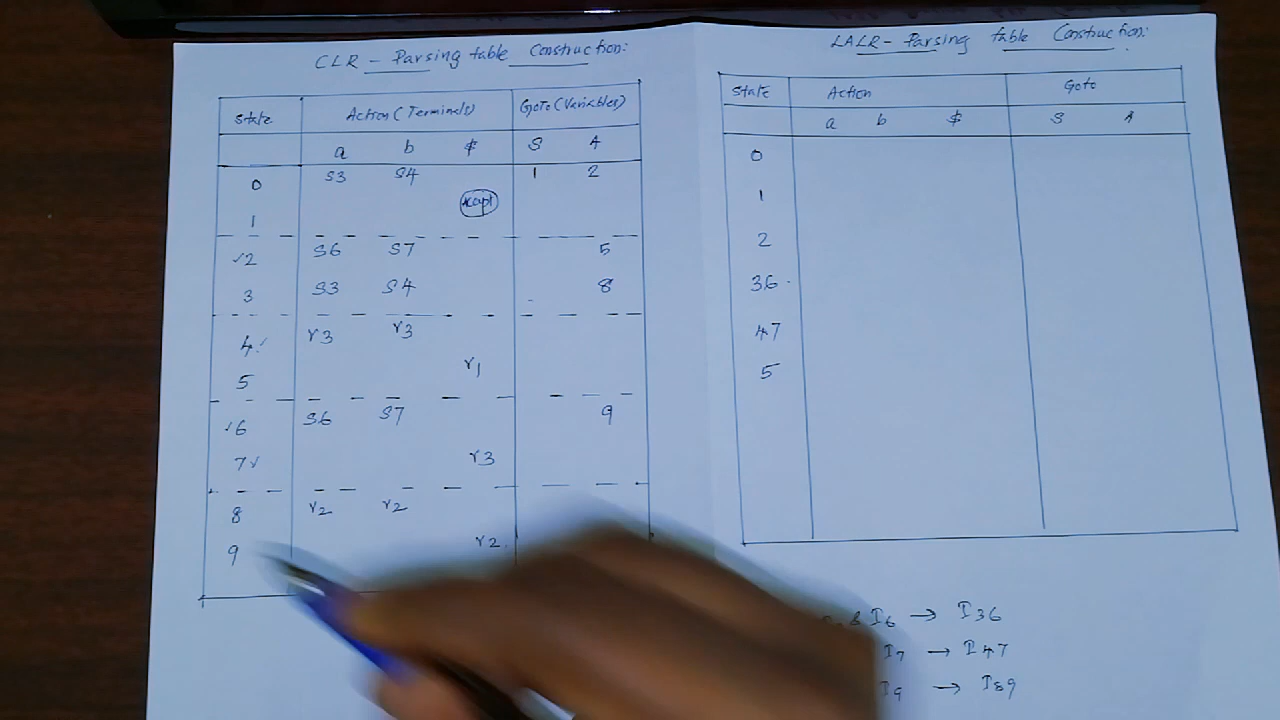 CLR - Parsing table Construction:
State Action (Terminals) Goto (Variables)
a b $ S A
0 S3 S4 1 2
1 Accept
2 S6 S7 5
3 S3 S4 8
4 r3 r3
5 r1
6 S6 S7 9
7 r3
8 r2 r2
9 r2
LALR - Parsing table Construction:
State Action Goto
a b $ S A
0
1
2
36
47
5
& I6 → I36
I7 → I47
I9 → I89